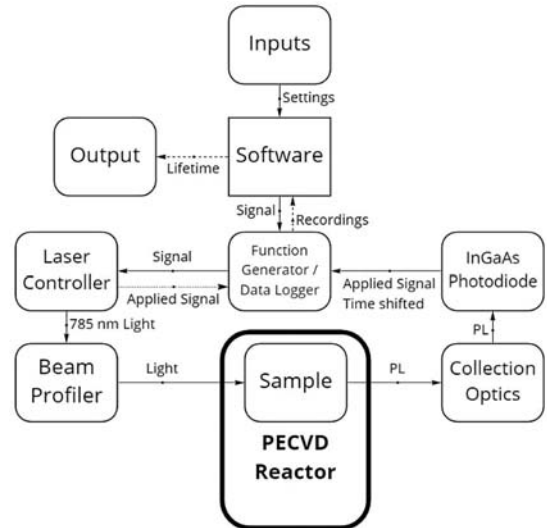 Inputs
Settings
Output
Lifetime
Software
Signal
Recordings
Laser
Controller
Signal
Applied Signal
Function
Generator /
Data Logger
Applied Signal
Time shifted
InGaAs
Photodiode
785 nm Light
PL
Beam
Profiler
Light
Sample
PL
Collection
Optics
PECVD
Reactor